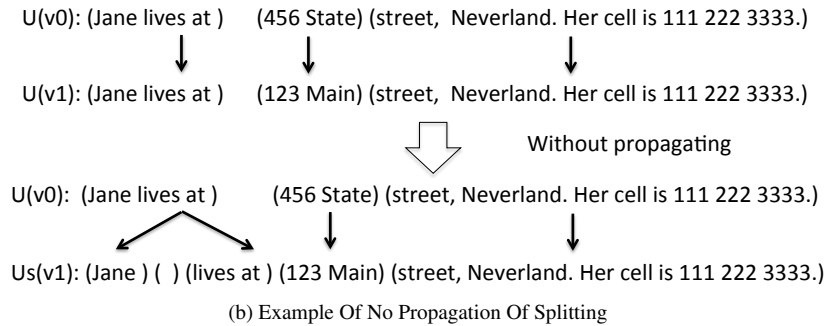 U(v0): (Jane lives at ) (456 State) (street, Neverland. Her cell is 111 222 3333.)
U(v1): (Jane lives at ) (123 Main) (street, Neverland. Her cell is 111 222 3333.)
Without propagating
U(v0): (Jane lives at ) (456 State) (street, Neverland. Her cell is 111 222 3333.)
Us(v1): (Jane ) ( ) (lives at ) (123 Main) (street, Neverland. Her cell is 111 222 3333.)
(b) Example Of No Propagation Of Splitting